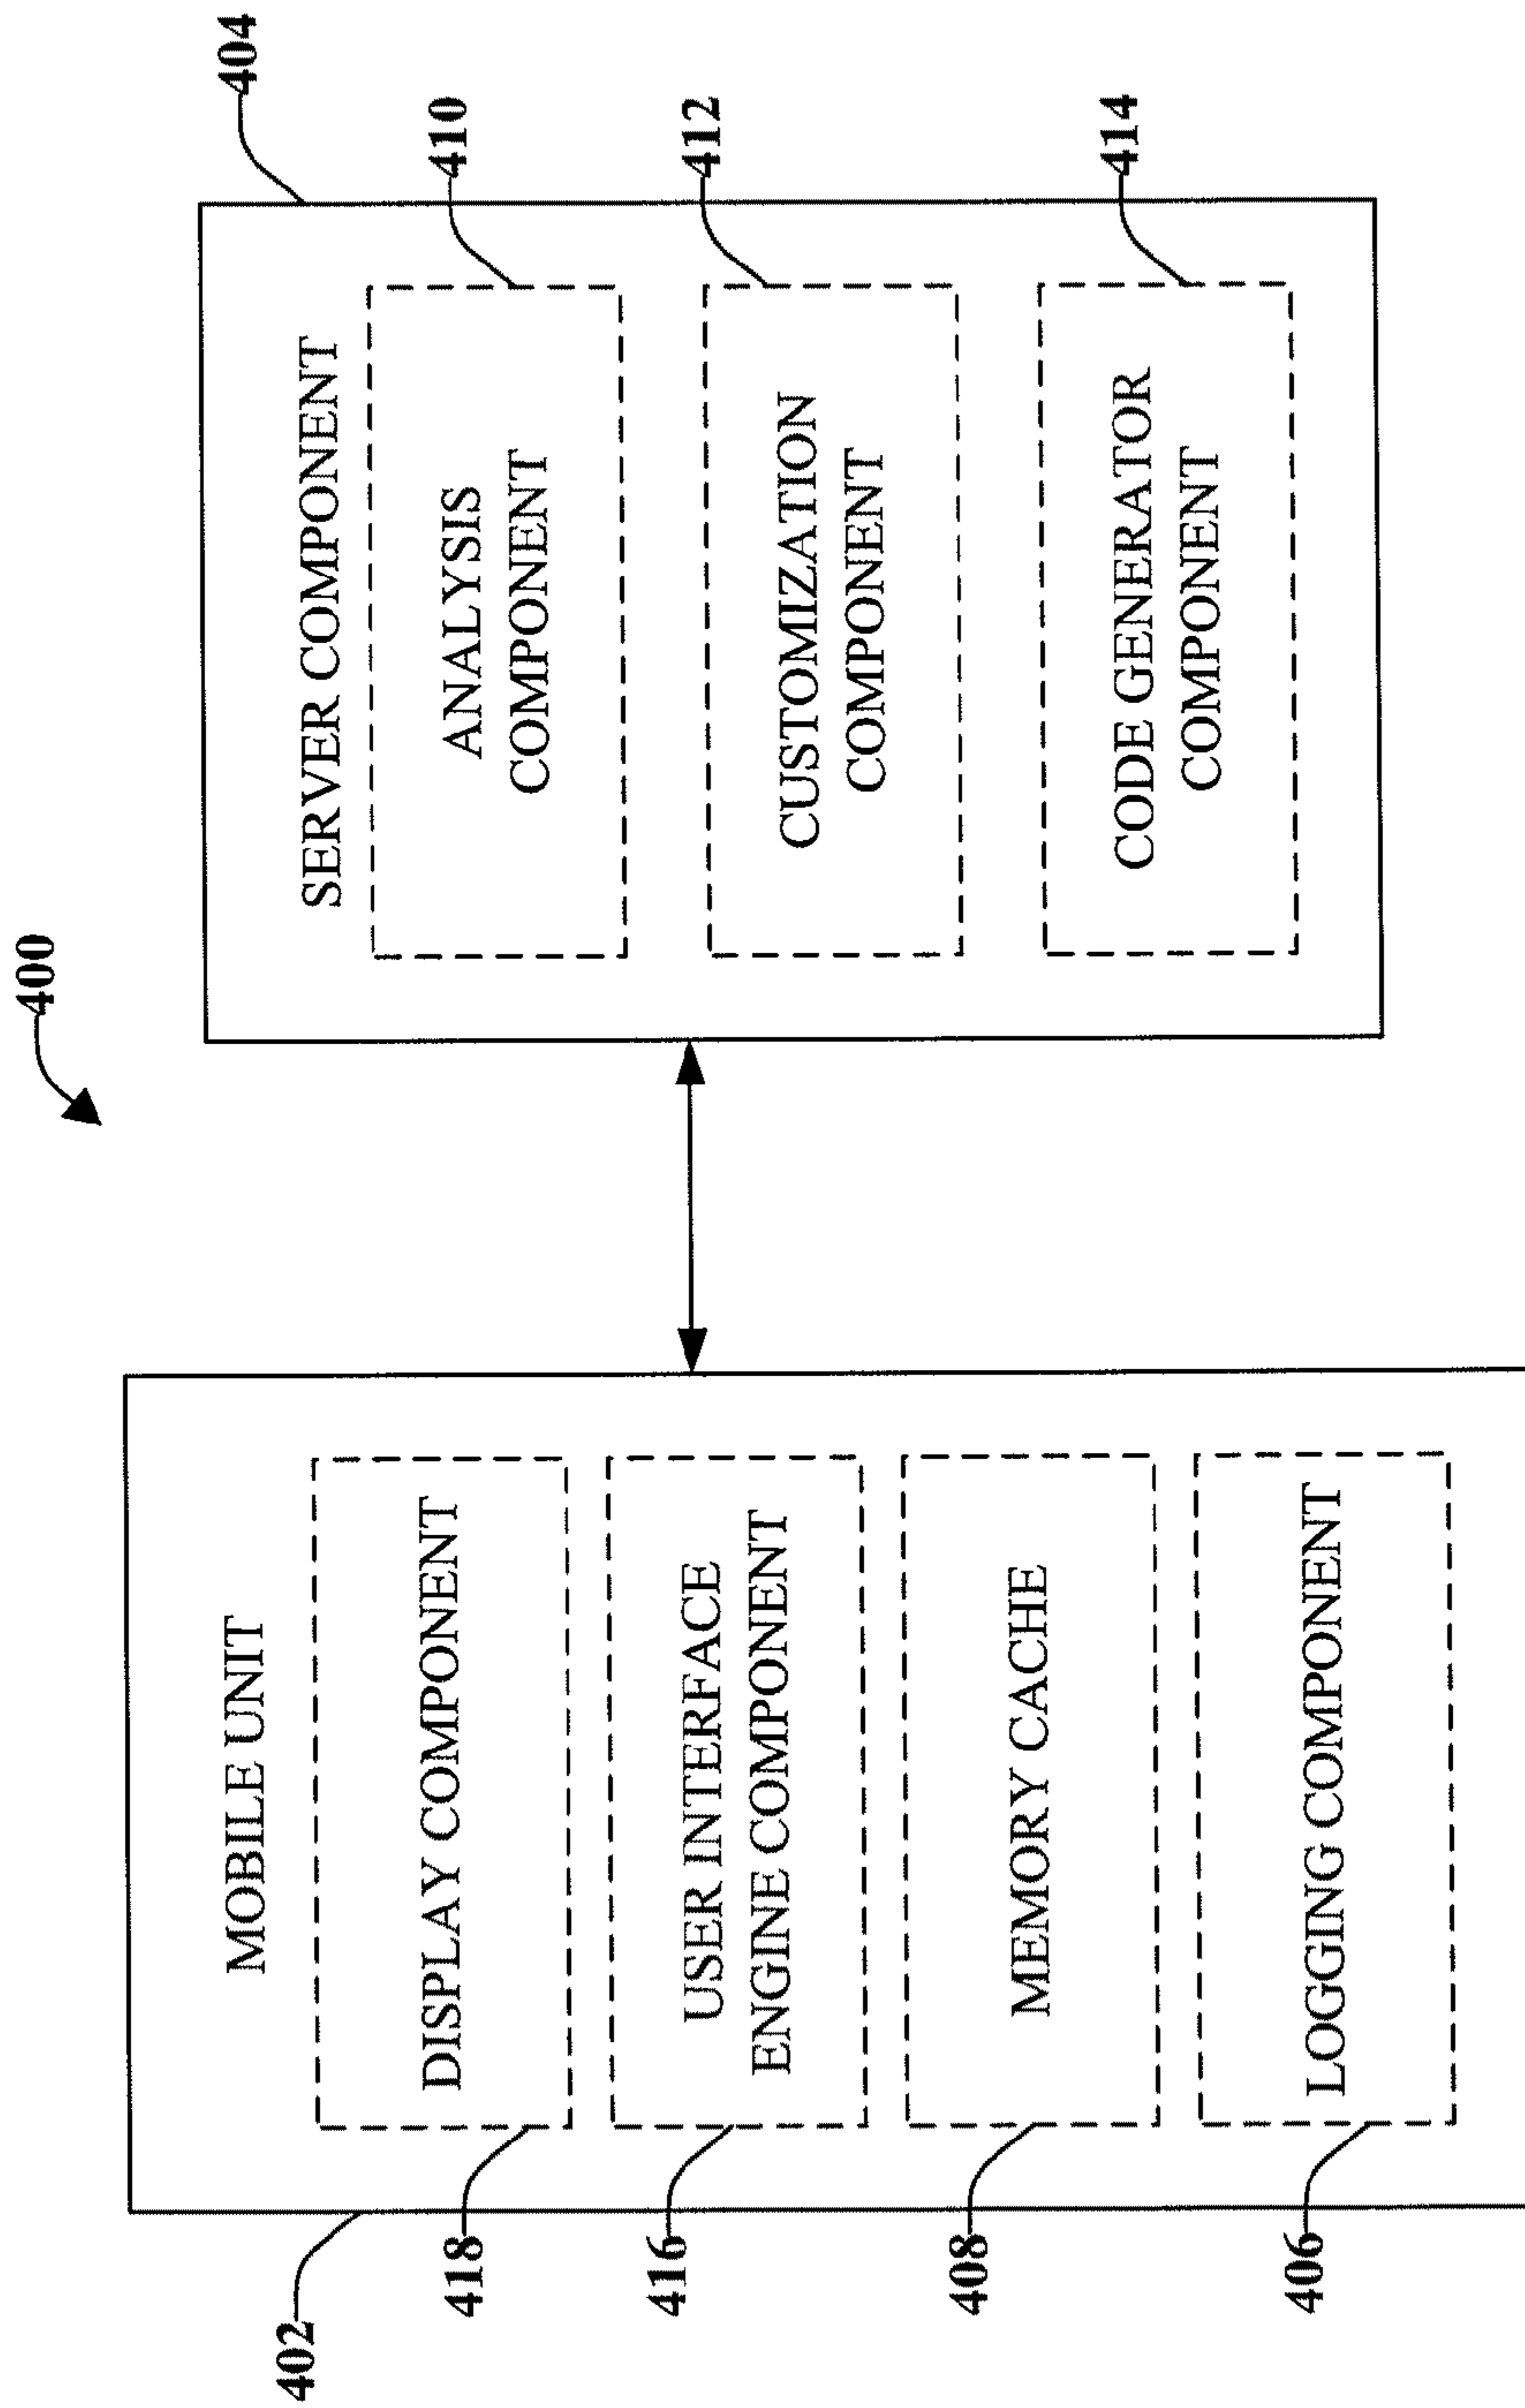 400
MOBILE UNIT
402
DISPLAY COMPONENT
418
USER INTERFACE
ENGINE COMPONENT
416
MEMORY CACHE
408
LOGGING COMPONENT
406
404
SERVER COMPONENT
ANALYSIS
COMPONENT
410
CUSTOMIZATION
COMPONENT
412
CODE GENERATOR
COMPONENT
414